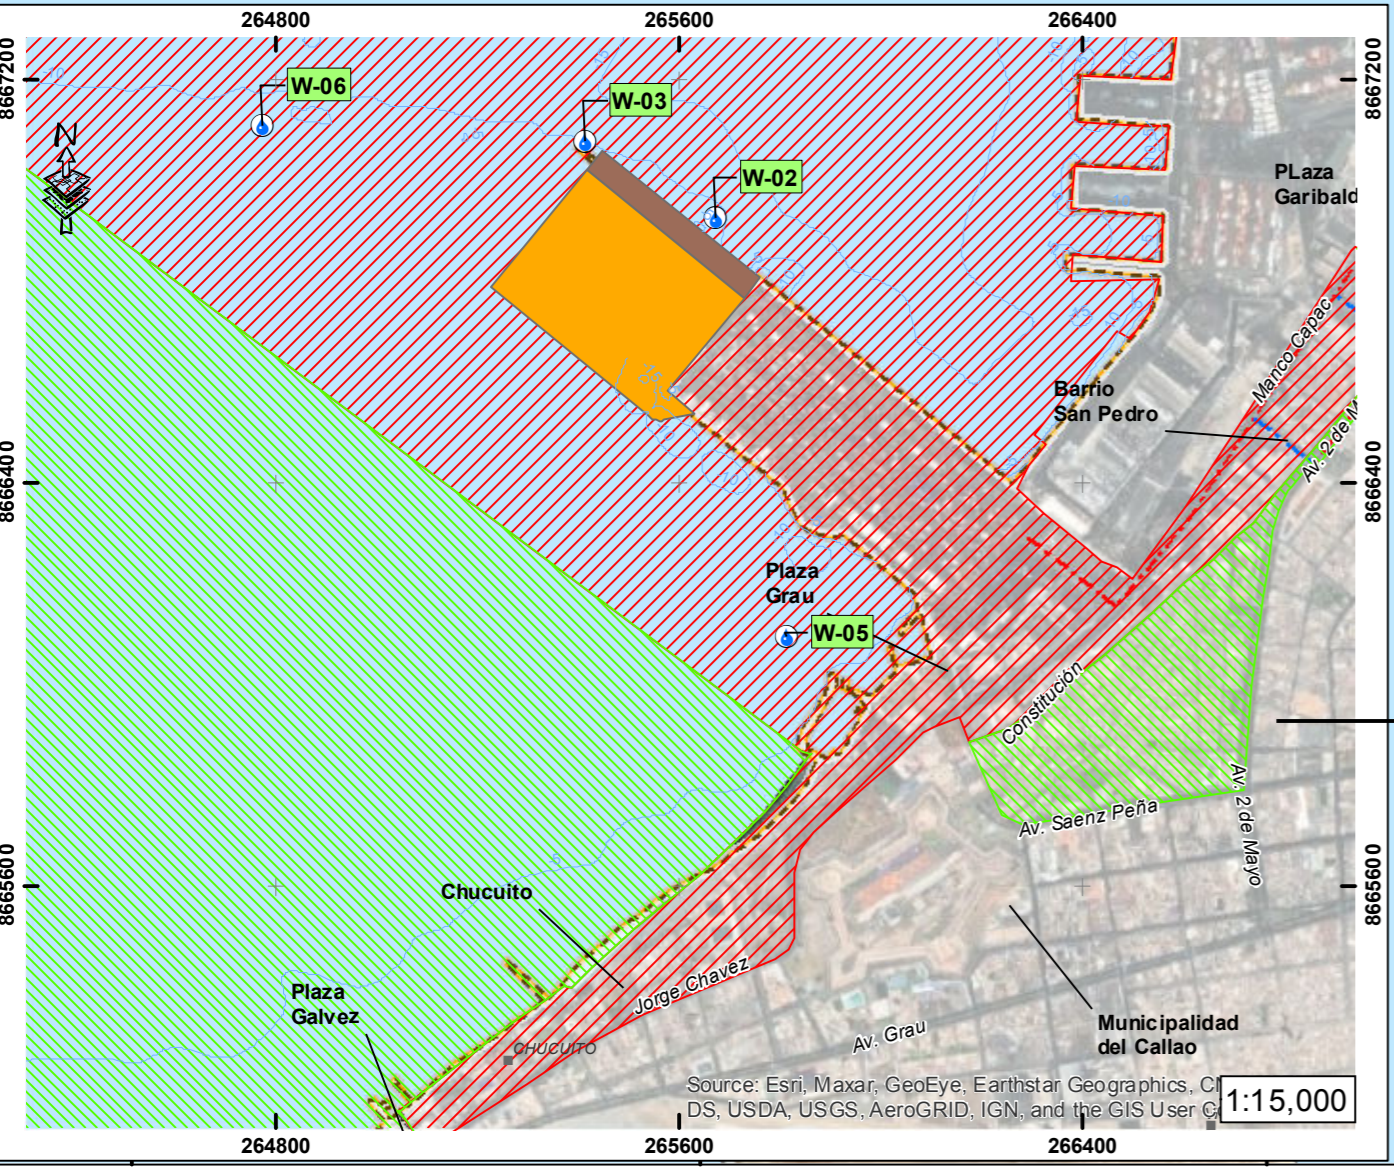 264800
265600
266400
8667200
8667200
W-06
W-03
W-02
N
PLaza
Garibald
Manco Capac
Barrio
San Pedro
Av. 2 de M
8666400
8666400
Plaza
Grau
W-05
Constitución
Av. Saenz Peña
Av. 2 de Mayo
8665600
8665600
Chucuito
Jorge Chavez
Plaza
Galvez
CHUCUITO
Av. Grau
Municipalidad
del Callao
Source: Esri, Maxar, GeoEye, Earthstar Geographics,
DS, USDA, USGS, AeroGRID, IGN, and the GIS User
1:15,000
264800
265600
266400